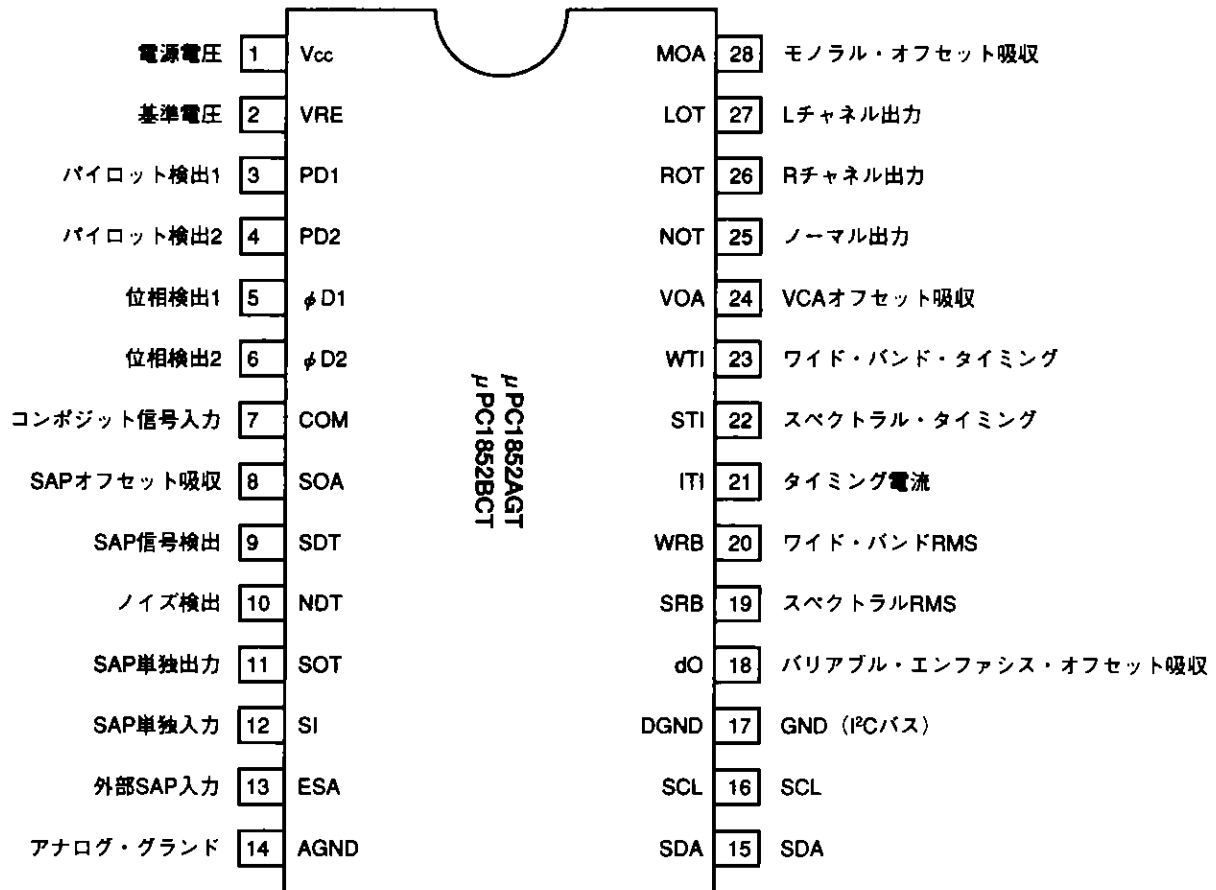 電源電圧 1 Vcc MOA 28 モノラル・オフセット吸収
基準電圧 2 VRE LOT 27 Lチャネル出力
パイロット検出1 3 PD1 ROT 26 Rチャネル出力
パイロット検出2 4 PD2 NOT 25 ノーマル出力
位相検出1 5 φD1 VOA 24 VCAオフセット吸収
位相検出2 6 φD2 WTI 23 ワイド・バンド・タイミング
コンポジット信号入力 7 COM STI 22 スペクトラル・タイミング
SAPオフセット吸収 8 SOA ITI 21 タイミング電流
SAP信号検出 9 SDT WRB 20 ワイド・バンドRMS
ノイズ検出 10 NDT SRB 19 スペクトラルRMS
SAP単独出力 11 SOT dO 18 バリアブル・エンファシス・オフセット吸収
SAP単独入力 12 SI DGND 17 GND（I²Cバス）
外部SAP入力 13 ESA SCL 16 SCL
アナログ・グランド 14 AGND SDA 15 SDA
μPC1852AGT
μPC1852BCT